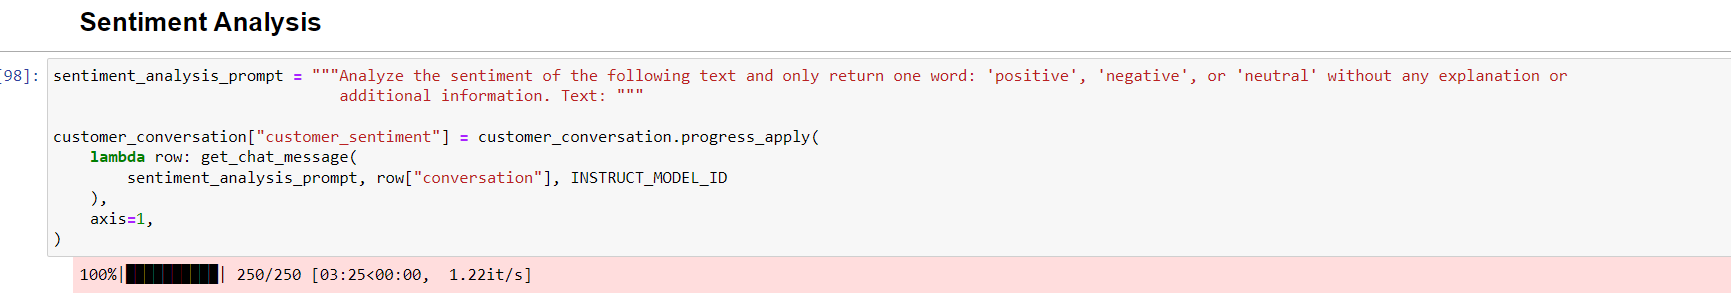 Sentiment Analysis
[98]: sentiment_analysis_prompt = """Analyze the sentiment of the following text and only return one word: 'positive', 'negative', or 'neutral' without any explanation or
additional information. Text: """
customer_conversation["customer_sentiment"] = customer_conversation.progress_apply(
lambda row: get_chat_message(
sentiment_analysis_prompt, row["conversation"], INSTRUCT_MODEL_ID
),
axis=1,
)
100%|██████████| 250/250 [03:25<00:00,  1.22it/s]